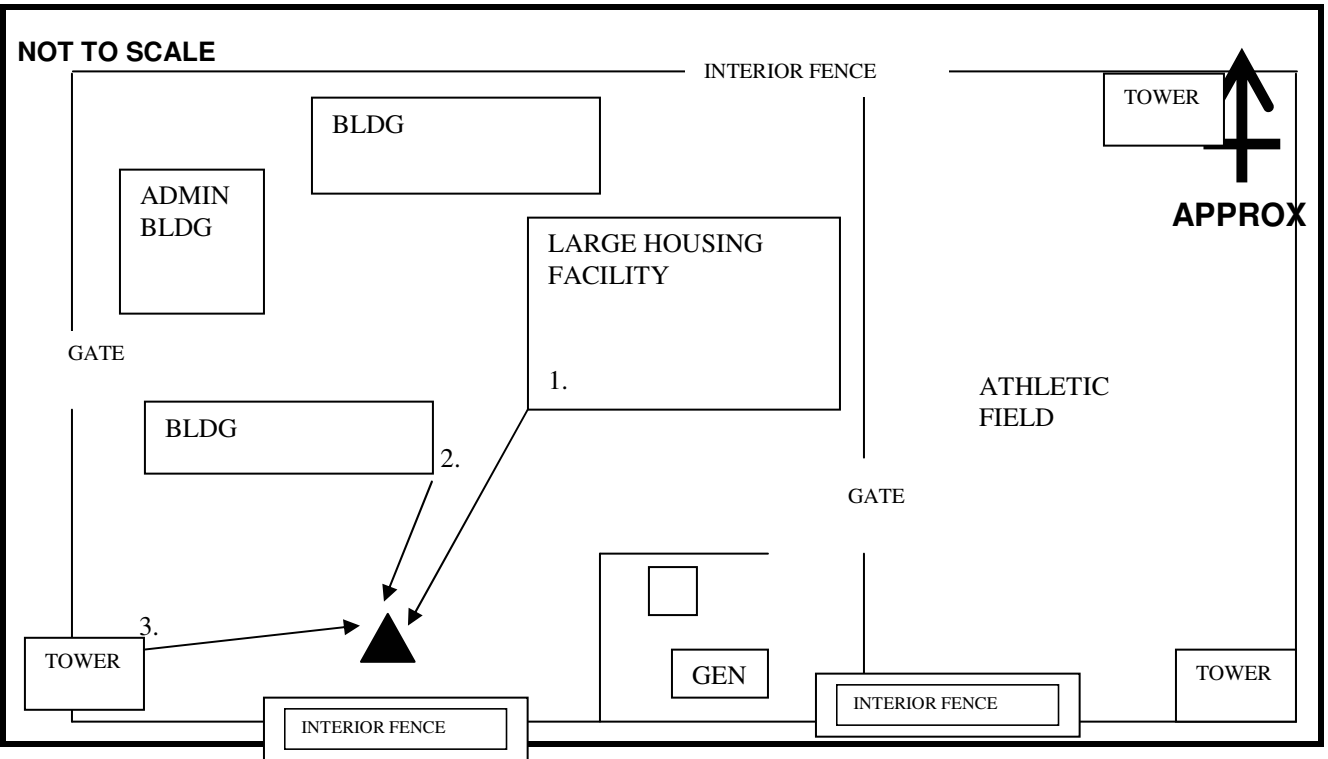 NOT TO SCALE
INTERIOR FENCE
TOWER
BLDG
ADMIN
BLDG
APPROX
LARGE HOUSING
FACILITY
GATE
1.
ATHLETIC
FIELD
BLDG
2.
GATE
3.
TOWER
GEN
TOWER
INTERIOR FENCE
INTERIOR FENCE